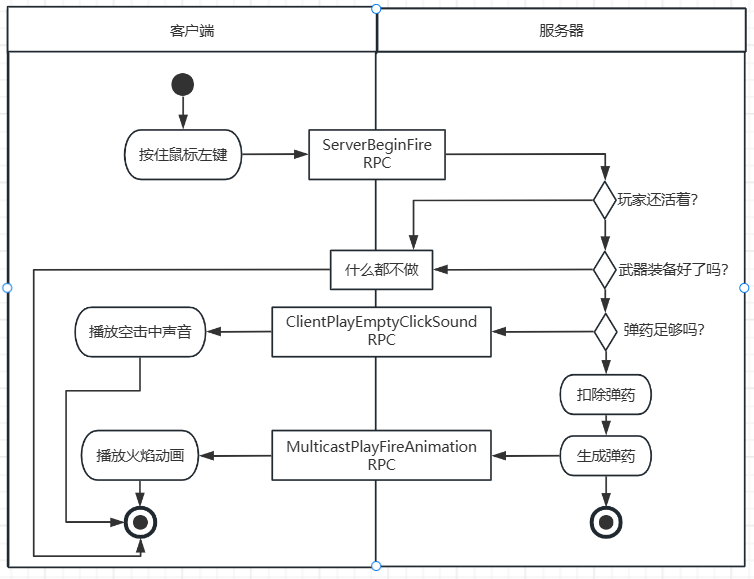 客户端
服务器
按住鼠标左键
ServerBeginFire
RPC
玩家还活着?
什么都不做
武器装备好了吗?
播放空击中声音
ClientPlayEmptyClickSound
RPC
弹药足够吗?
扣除弹药
播放火焰动画
MulticastPlayFireAnimation
RPC
生成弹药